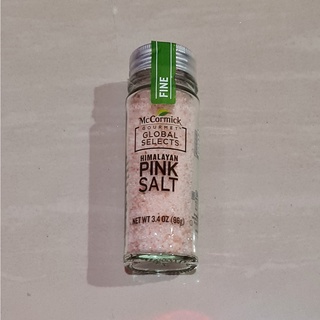 FINE
McCormick
GOURMET
GLOBAL
SELECTS
HIMALAYAN
PINK
SALT
NET WT 3.4 OZ (96g)